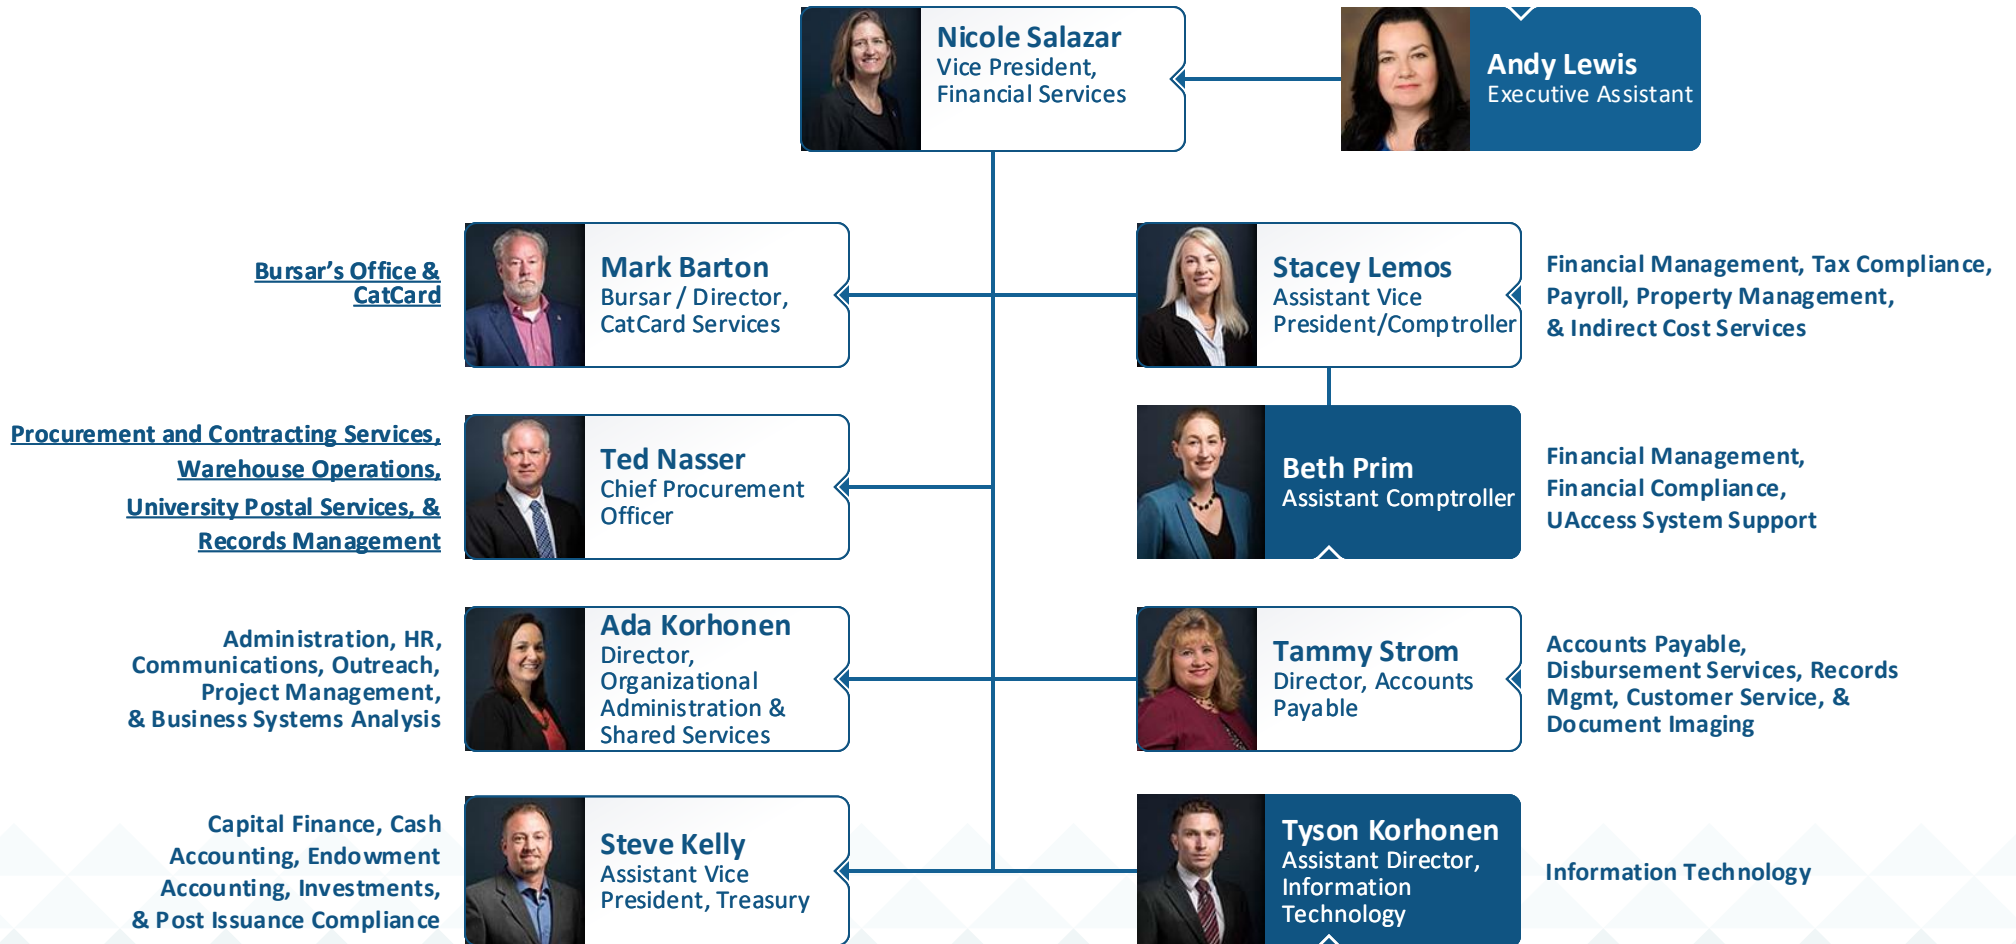 Nicole Salazar
Vice President,
Financial Services
Andy Lewis
Executive Assistant
Bursar’s Office &
CatCard
Mark Barton
Bursar / Director,
CatCard Services
Stacey Lemos
Assistant Vice
President/Comptroller
Financial Management, Tax Compliance,
Payroll, Property Management,
& Indirect Cost Services
Procurement and Contracting Services,
Warehouse Operations,
University Postal Services, &
Records Management
Ted Nasser
Chief Procurement
Officer
Beth Prim
Assistant Comptroller
Financial Management,
Financial Compliance,
UAccess System Support
Administration, HR,
Communications, Outreach,
Project Management,
& Business Systems Analysis
Ada Korhonen
Director,
Organizational
Administration &
Shared Services
Tammy Strom
Director, Accounts
Payable
Accounts Payable,
Disbursement Services, Records
Mgmt, Customer Service, &
Document Imaging
Capital Finance, Cash
Accounting, Endowment
Accounting, Investments,
& Post Issuance Compliance
Steve Kelly
Assistant Vice
President, Treasury
Tyson Korhonen
Assistant Director,
Information
Technology
Information Technology